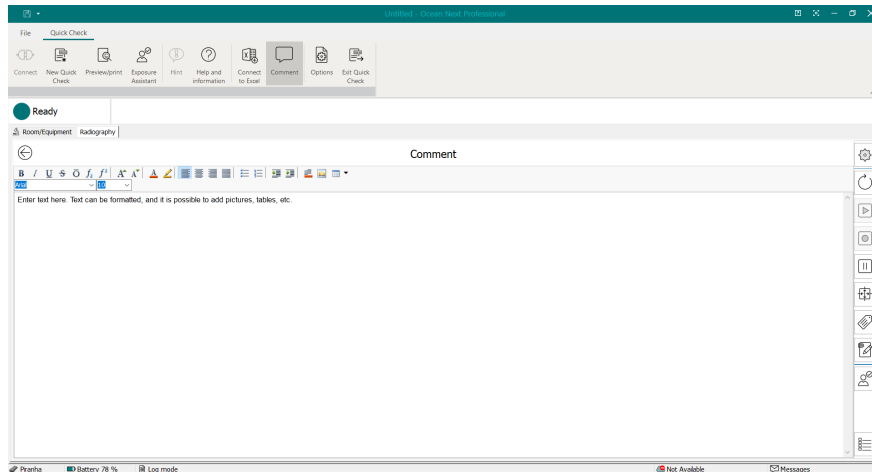 Untitled - Ocean Next Professional
File Quick Check
Connect
New Quick Check
Preview/print
Exposure Assistant
Hint
Help and information
Connect to Excel
Comment
Options
Exit Quick Check
Ready
Room/Equipment Radiography
Comment
B I U S
Arial 10
Enter text here. Text can be formatted, and it is possible to add pictures, tables, etc.
Piranha Battery 78 % Log mode Not Available Messages